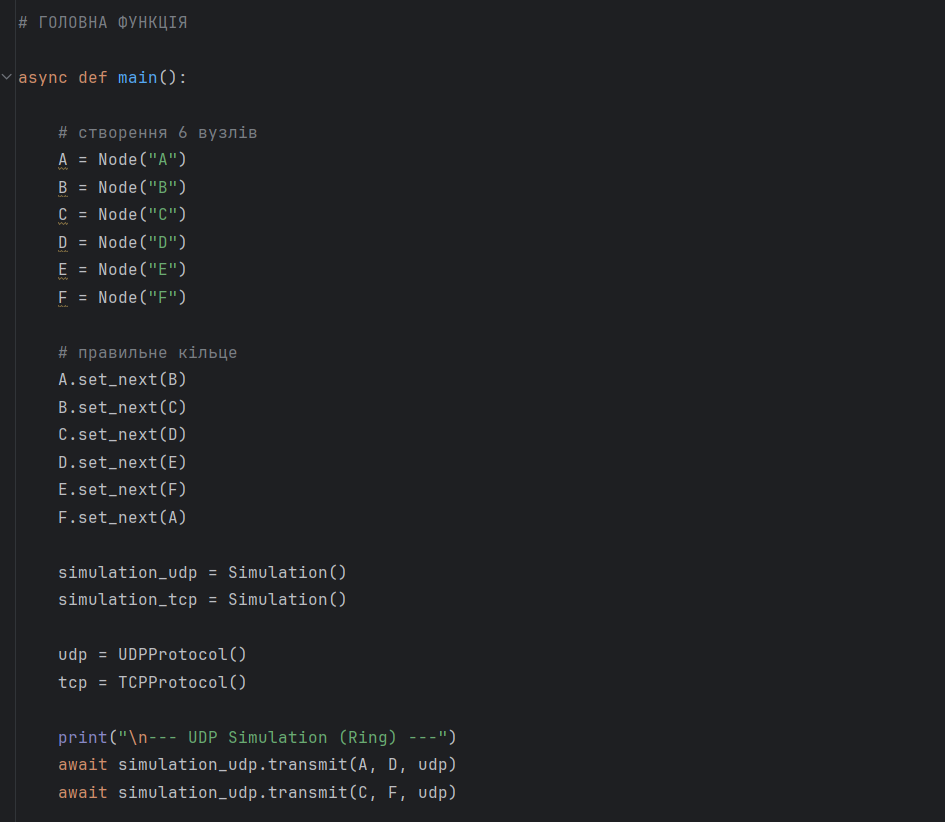 # ГОЛОВНА ФУНКЦІЯ
async def main():
# створення 6 вузлів
A = Node("A")
B = Node("B")
C = Node("C")
D = Node("D")
E = Node("E")
F = Node("F")
# правильне кільце
A.set_next(B)
B.set_next(C)
C.set_next(D)
D.set_next(E)
E.set_next(F)
F.set_next(A)
simulation_udp = Simulation()
simulation_tcp = Simulation()
udp = UDPProtocol()
tcp = TCPProtocol()
print("\n--- UDP Simulation (Ring) ---")
await simulation_udp.transmit(A, D, udp)
await simulation_udp.transmit(C, F, udp)